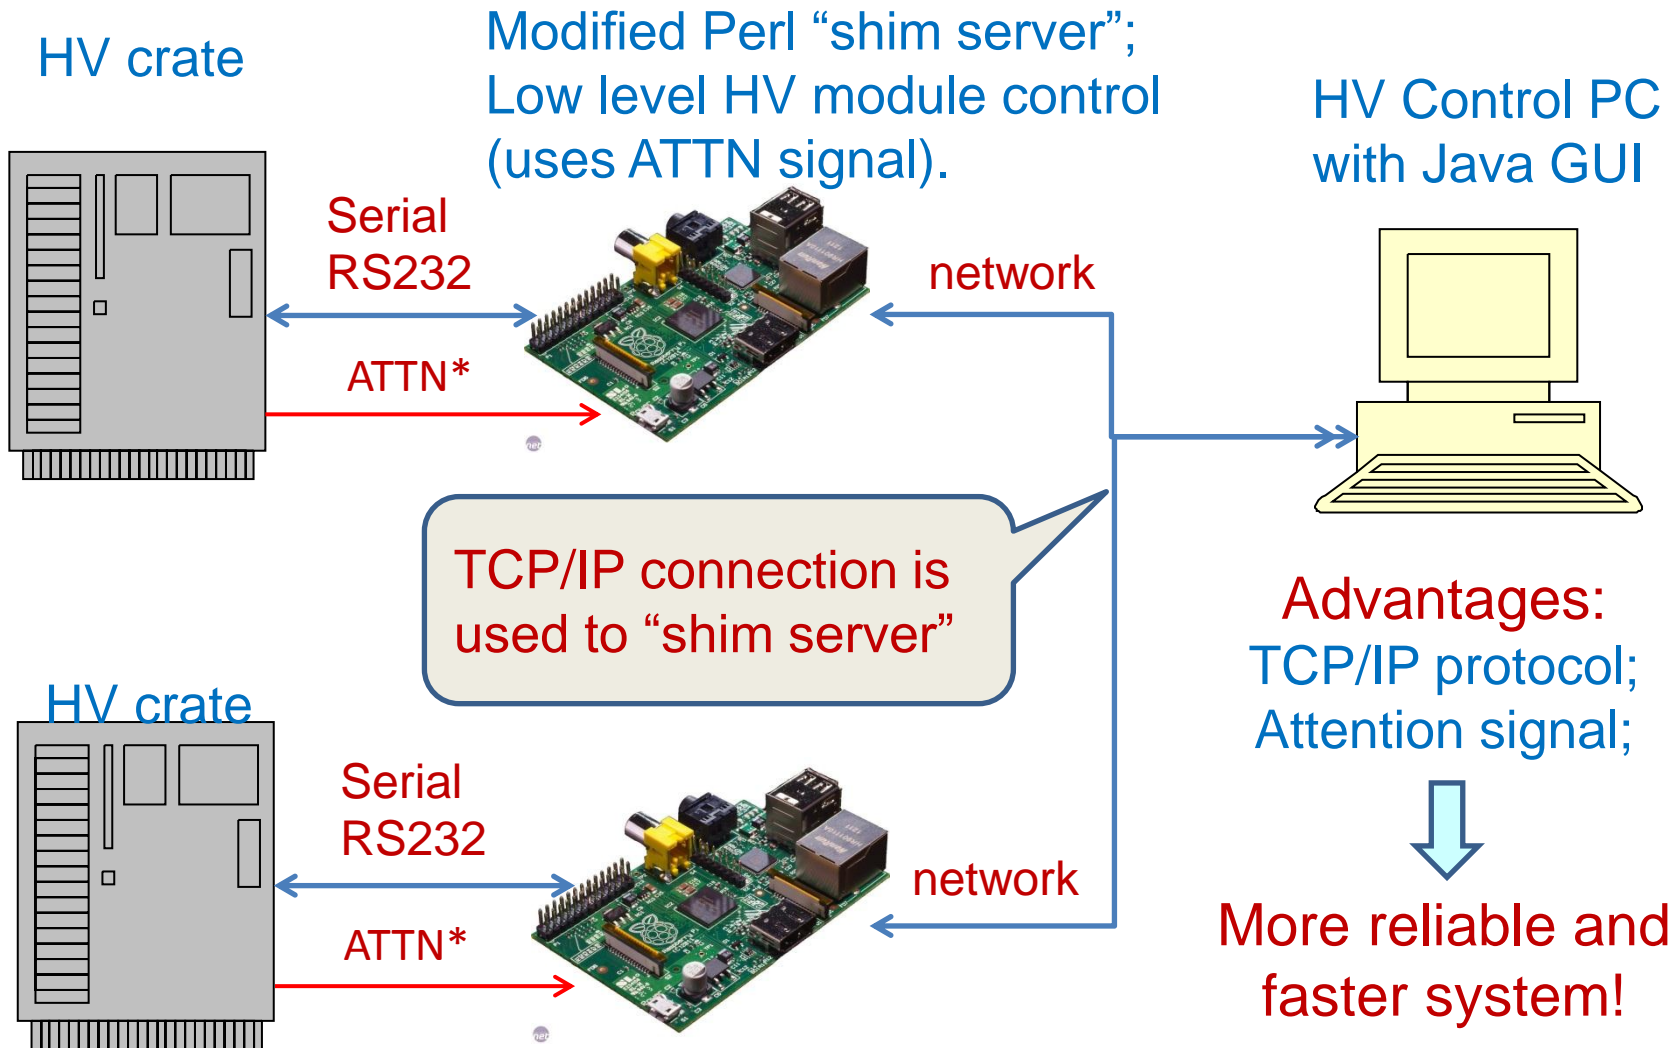 HV crate
Modified Perl “shim server”;
Low level HV module control
(uses ATTN signal).
HV Control PC
with Java GUI
Serial
RS232
network
ATTN*
TCP/IP connection is
used to “shim server”
Advantages:
TCP/IP protocol;
Attention signal;
More reliable and
faster system!
HV crate
Serial
RS232
network
ATTN*